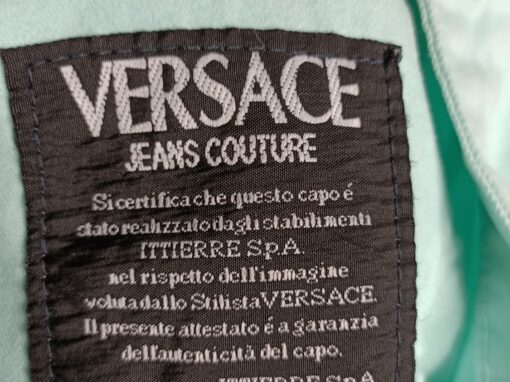 VERSACE
JEANS COUTURE
Si certifica che questo capo é
stato realizzato dagli stabilimenti
ITTIERRE S.p.A.
nel rispetto dell'immagine
voluta dallo Stilista VERSACE.
Il presente attestato é a garanzia
dell'autenticità del capo.
ITTIERRE S.p.A.